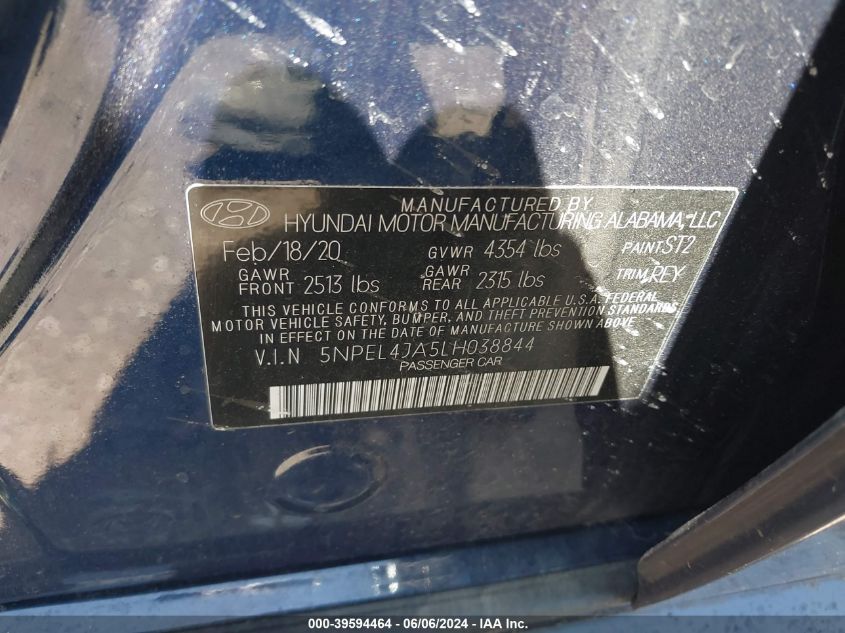 MANUFACTURED BY
HYUNDAI MOTOR MANUFACTURING ALABAMA, LLC
Feb/18/20 GVWR 4354 lbs PAINT ST2
GAWR FRONT 2513 lbs GAWR REAR 2315 lbs TRIM REY
THIS VEHICLE CONFORMS TO ALL APPLICABLE U.S.A. FEDERAL
MOTOR VEHICLE SAFETY, BUMPER, AND THEFT PREVENTION STANDARDS
IN EFFECT ON THE DATE OF MANUFACTURE SHOWN ABOVE
V.I.N 5NPEL4JA5LH038844
PASSENGER CAR
000-39594464 - 06/06/2024 - IAAI.com